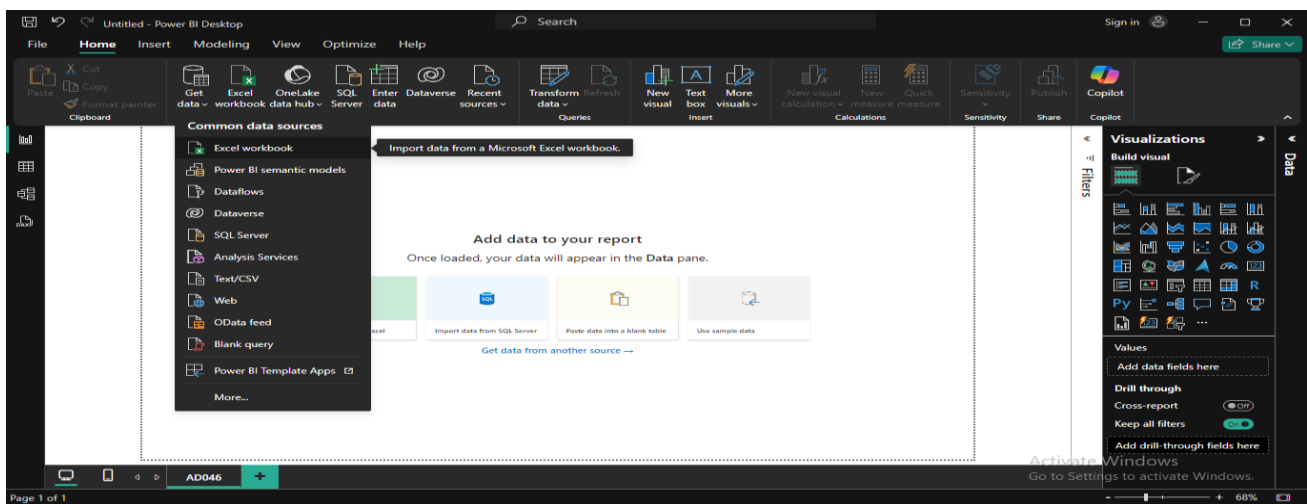 Untitled - Power BI Desktop
Search
Sign in
File Home Insert Modeling View Optimize Help
Share
Paste
Cut
Copy
Format painter
Clipboard
Get data
Excel workbook
OneLake data hub
SQL Server
Enter data
Dataverse
Recent sources
Transform data
Refresh
Queries
New visual
Text box
More visuals
Insert
New visual calculation
New measure
Quick measure
Calculations
Sensitivity
Sensitivity
Publish
Share
Copilot
Copilot
Common data sources
Excel workbook
Import data from a Microsoft Excel workbook.
Power BI semantic models
Dataflows
Dataverse
SQL Server
Analysis Services
Text/CSV
Web
OData feed
Blank query
Power BI Template Apps
More...
Add data to your report
Once loaded, your data will appear in the Data pane.
SQL
xcel
Import data from SQL Server
Paste data into a blank table
Use sample data
Get data from another source →
Filters
Visualizations
Build visual
123
R
Py
123
Values
Add data fields here
Drill through
Cross-report
Off
Keep all filters
On
Add drill-through fields here
Data
Activate Windows
Go to Settings to activate Windows.
AD046
Page 1 of 1
68%